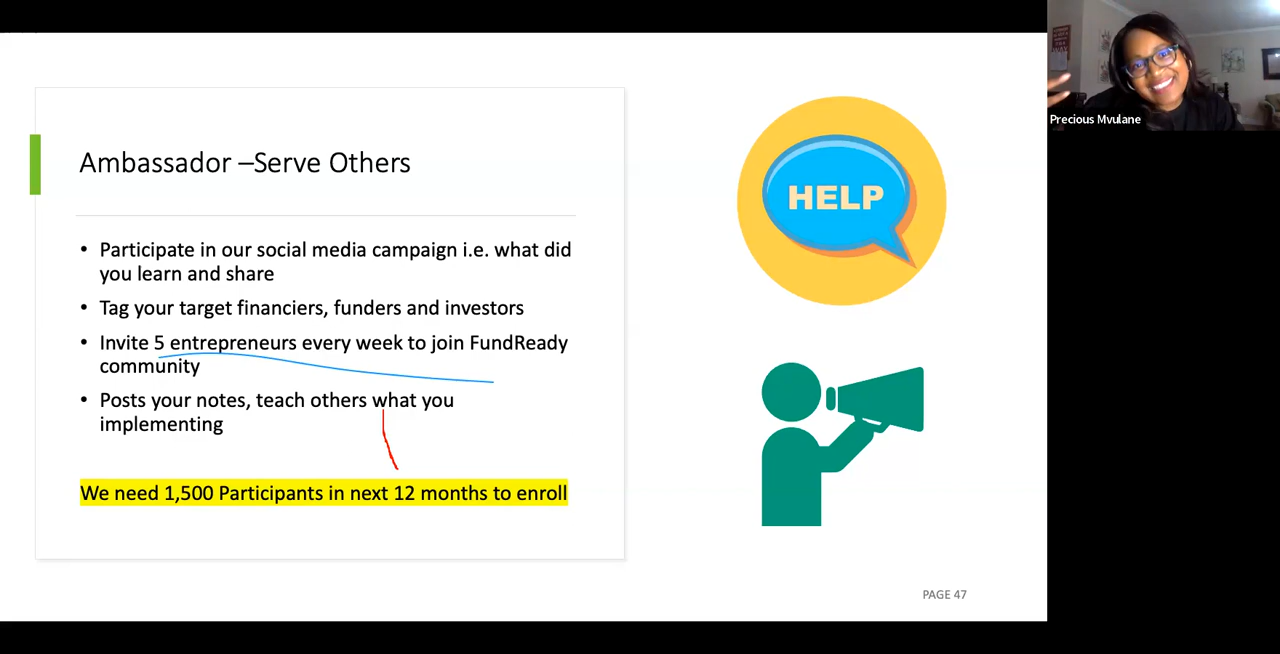 Ambassador –Serve Others
• Participate in our social media campaign i.e. what did
you learn and share
• Tag your target financiers, funders and investors
• Invite 5 entrepreneurs every week to join FundReady
community
• Posts your notes, teach others what you
implementing
We need 1,500 Participants in next 12 months to enroll
HELP
PAGE 47
Precious Mvulane